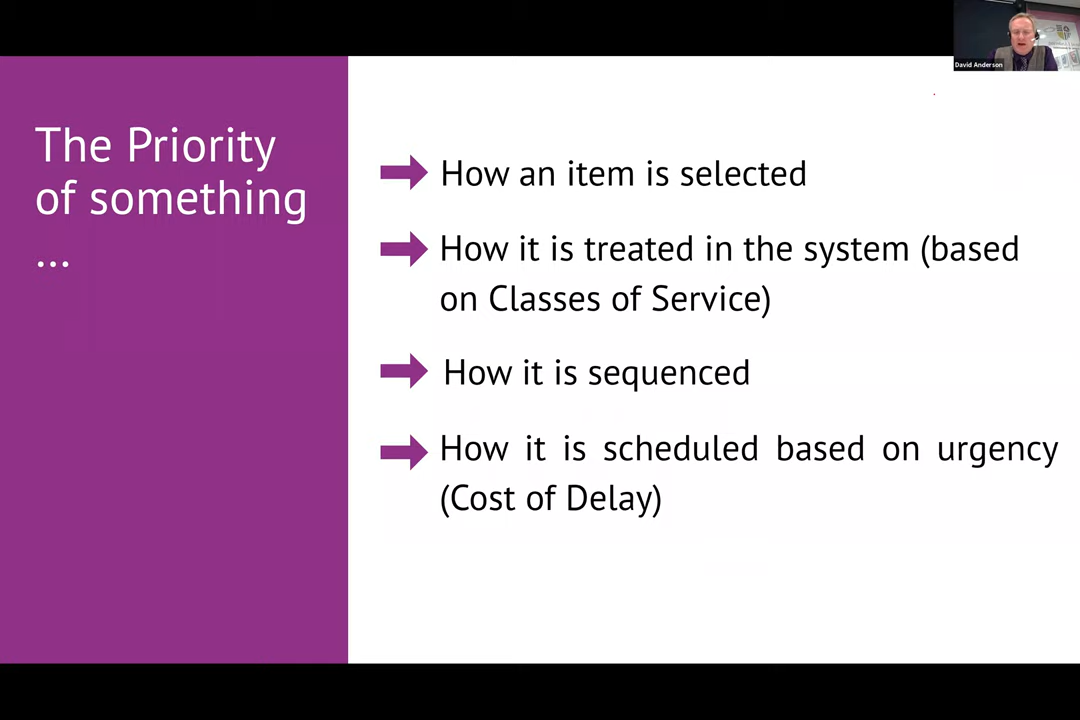 David Anderson
The Priority
of something
...
How an item is selected
How it is treated in the system (based
on Classes of Service)
How it is sequenced
How it is scheduled based on urgency
(Cost of Delay)